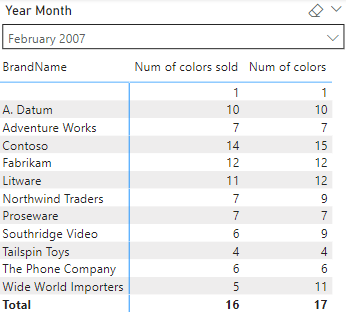 Year Month
February 2007
BrandName Num of colors sold Num of colors
1 1
A. Datum 10 10
Adventure Works 7 7
Contoso 14 15
Fabrikam 12 12
Litware 11 12
Northwind Traders 7 9
Proseware 7 7
Southridge Video 6 9
Tailspin Toys 4 4
The Phone Company 6 6
Wide World Importers 5 11
Total 16 17